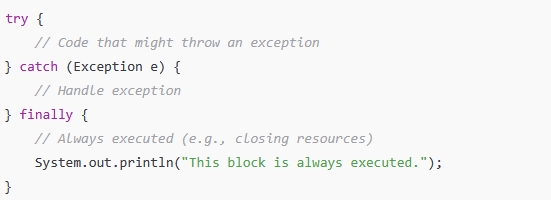 try {
    // Code that might throw an exception
} catch (Exception e) {
    // Handle exception
} finally {
    // Always executed (e.g., closing resources)
    System.out.println("This block is always executed.");
}